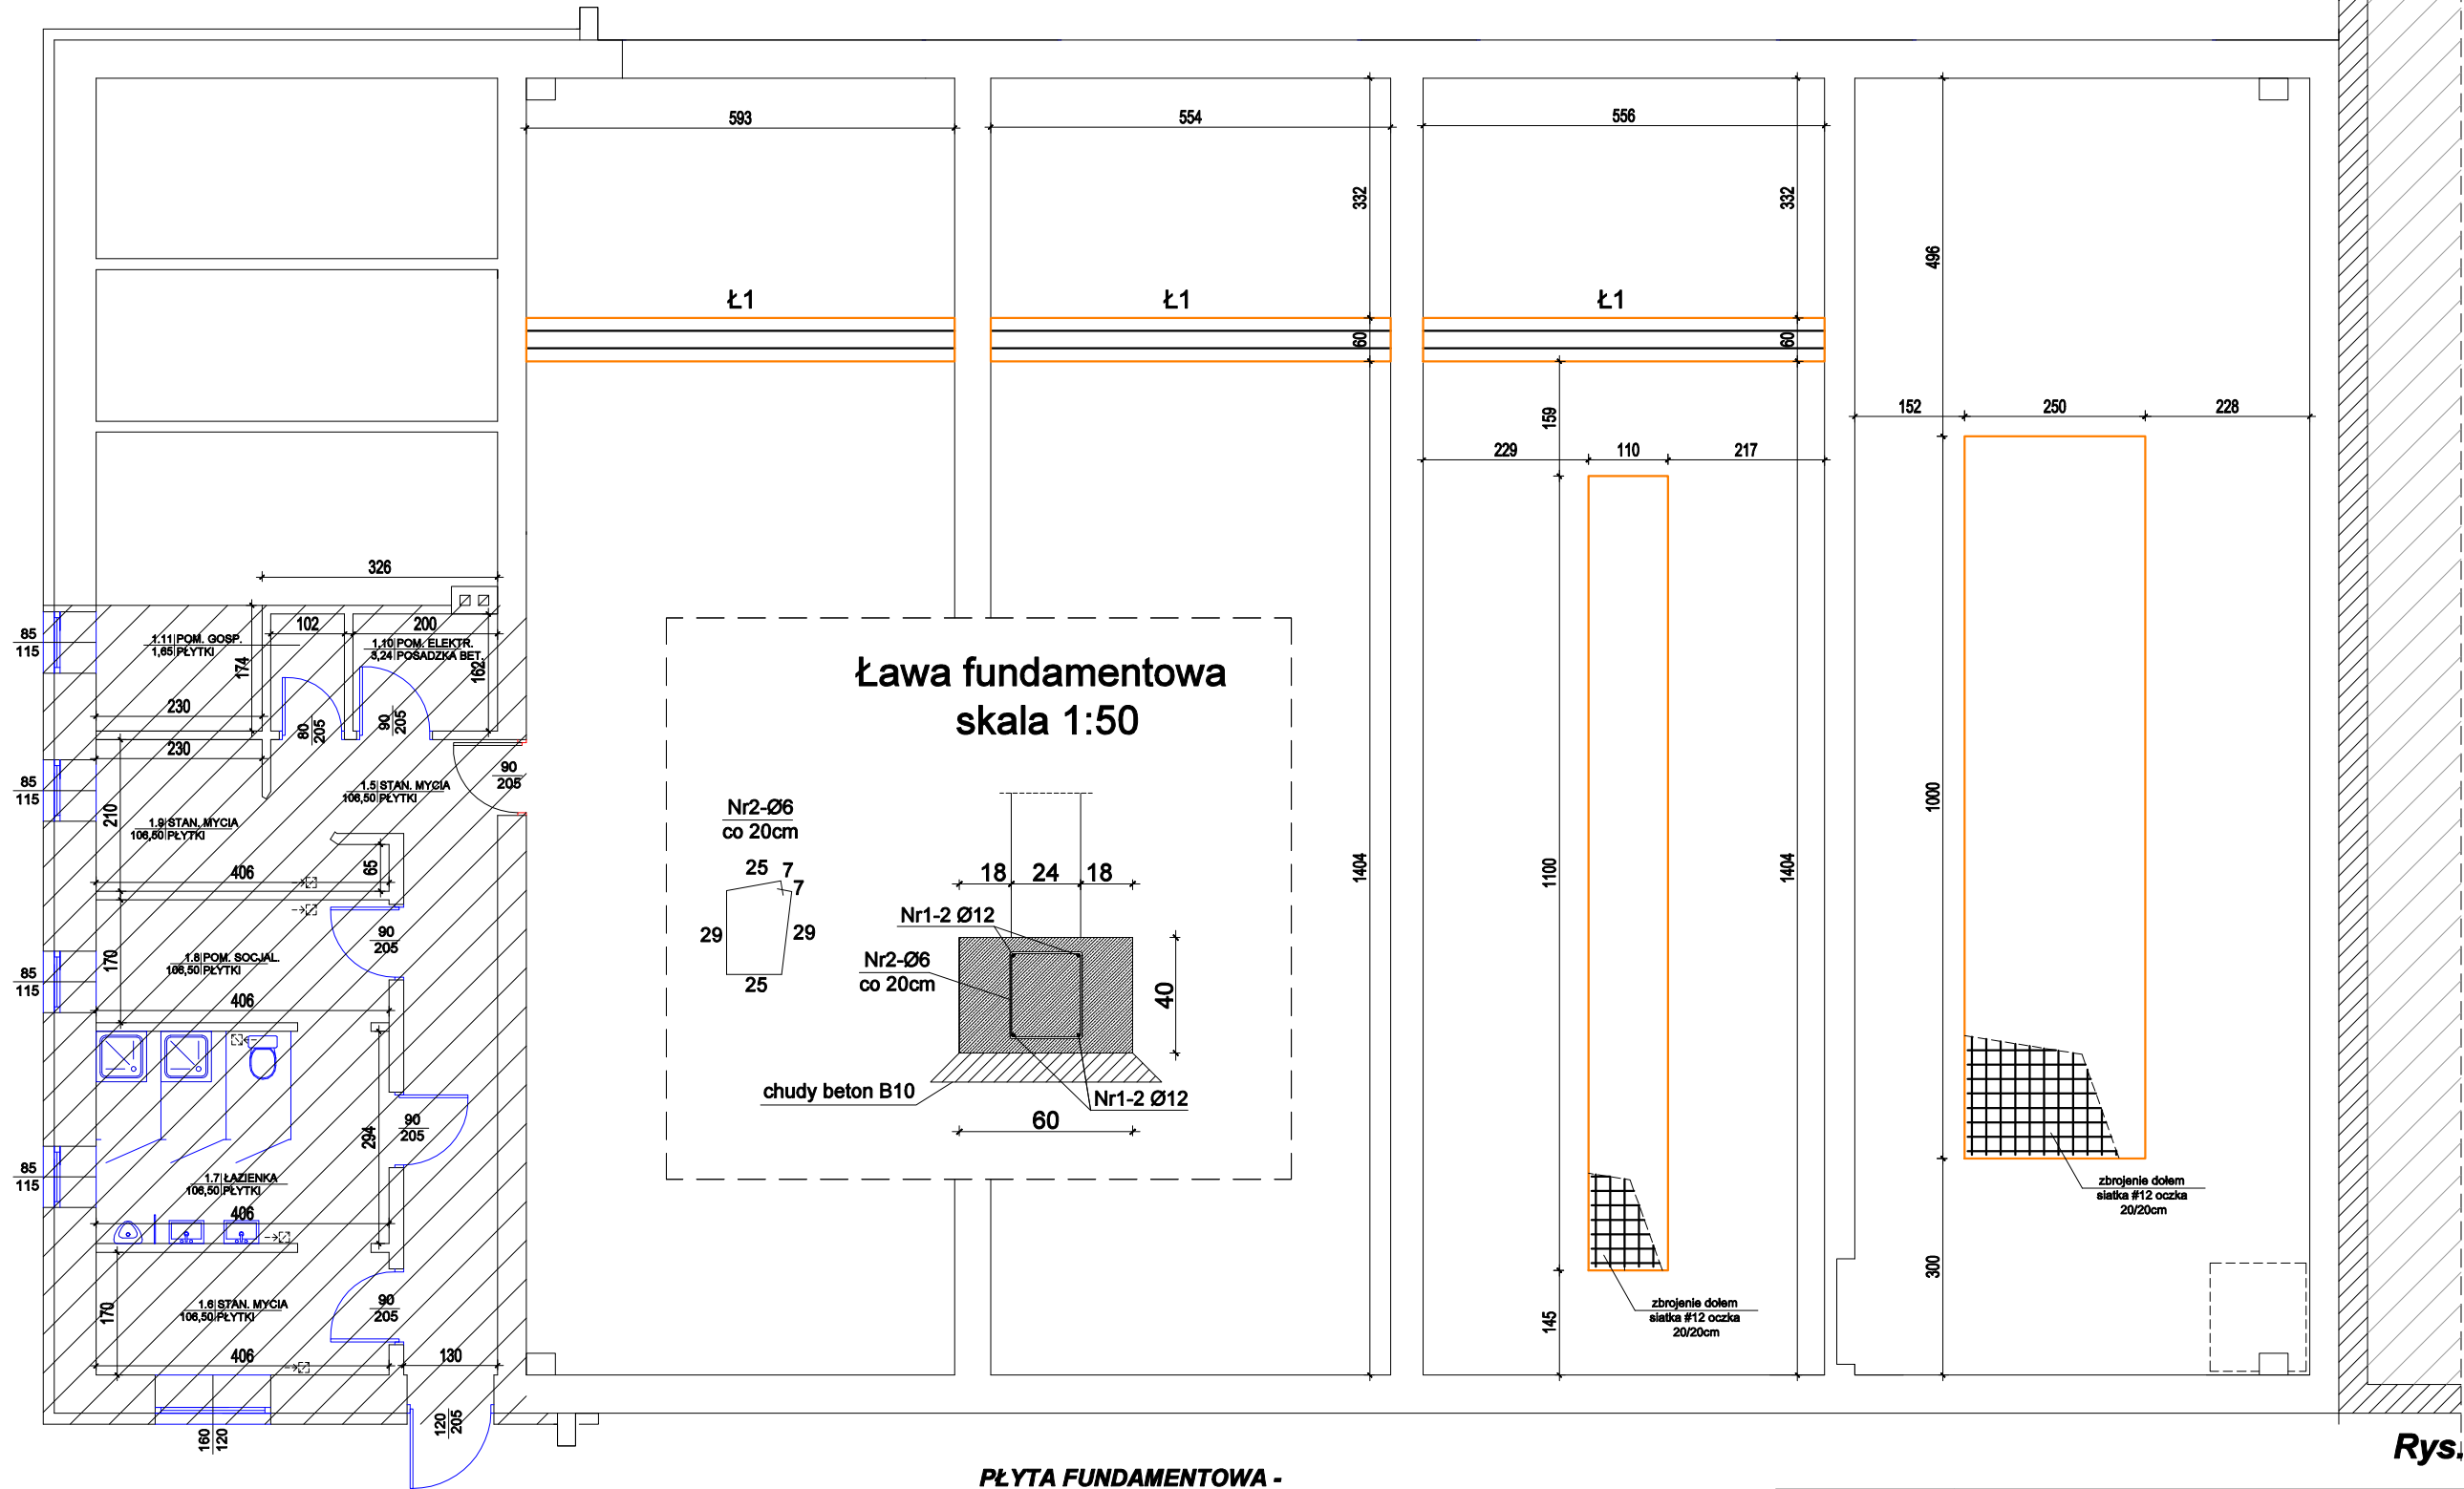 593
554
556
332
332
496
Ł1
Ł1
Ł1
60
60
159
152
250
228
229
110
217
326
85
115
1.11 POM. GOSP.
1,65 PŁYTKI
102
200
1,10 POM. ELEKTR.
3,24 POSADZKA BET.
174
162
230
80
205
90
205
230
85
115
90
205
1.5 STAN. MYCIA
106,50 PŁYTKI
210
1.9 STAN. MYCIA
106,50 PŁYTKI
65
406
90
205
170
1.8 POM. SOCJAL.
106,50 PŁYTKI
85
115
406
90
205
294
85
115
1.7 ŁAZIENKA
106,50 PŁYTKI
406
170
1.6 STAN. MYCIA
106,50 PŁYTKI
90
205
406
130
160
120
120
205
Ława fundamentowa
skala 1:50
Nr2-Ø6
co 20cm
25
7
7
29
29
25
18
24
18
Nr1-2 Ø12
Nr2-Ø6
co 20cm
40
chudy beton B10
Nr1-2 Ø12
60
1404
1100
1404
1000
zbrojenie dołem
siatka #12 oczka
20/20cm
300
145
zbrojenie dołem
siatka #12 oczka
20/20cm
Rys.
PŁYTA FUNDAMENTOWA -